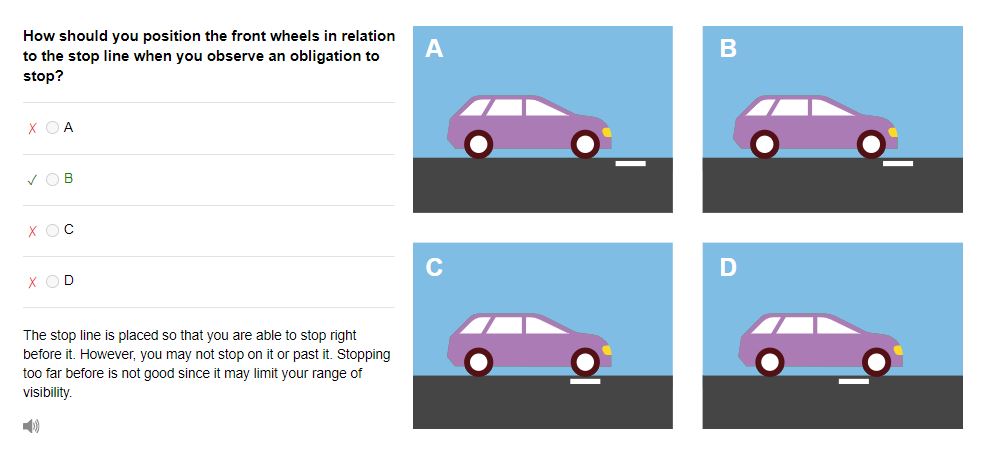 How should you position the front wheels in relation
to the stop line when you observe an obligation to
stop?
A
B
C
D
The stop line is placed so that you are able to stop right
before it. However, you may not stop on it or past it. Stopping
too far before is not good since it may limit your range of
visibility.
A
B
C
D